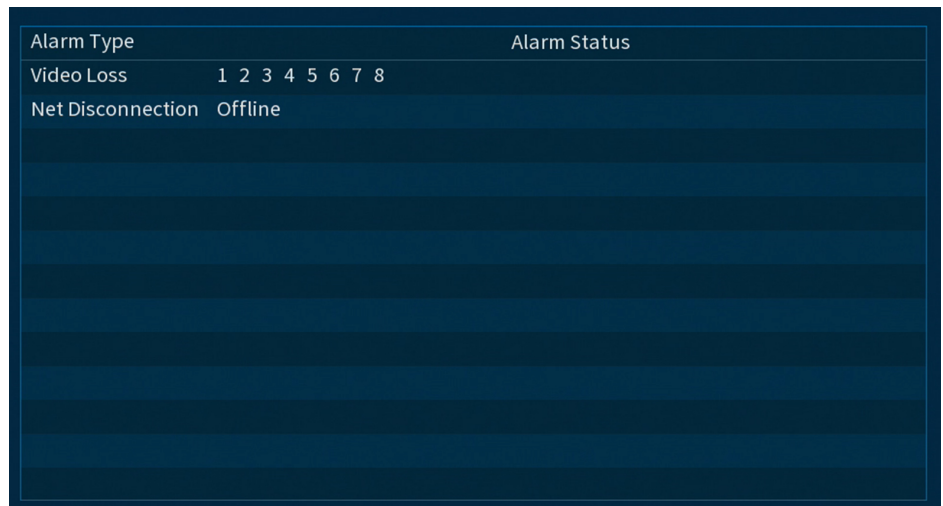 Alarm Type Alarm Status
Video Loss 1 2 3 4 5 6 7 8
Net Disconnection Offline